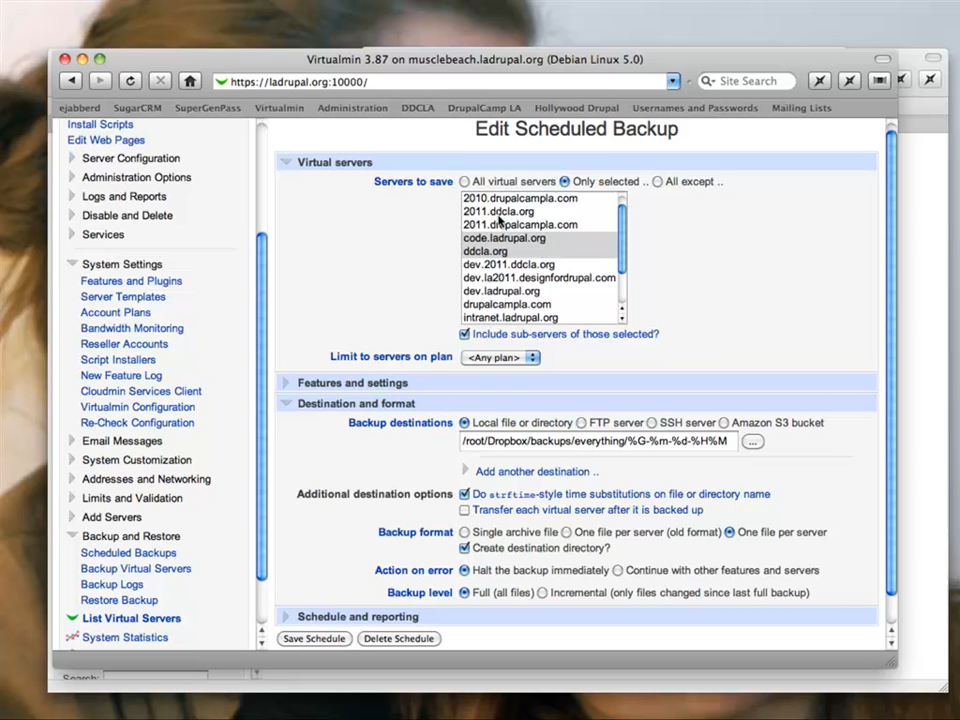 Virtualmin 3.87 on musclebeach.ladrupal.org (Debian Linux 5.0)
https://ladrupal.org:10000/
Site Search
ejabberd SugarCRM SuperGenPass Virtualmin Administration DDCLA DrupalCamp LA Hollywood Drupal Usernames and Passwords Mailing Lists
Install Scripts
Edit Web Pages
Server Configuration
Administration Options
Logs and Reports
Disable and Delete
Services
System Settings
Features and Plugins
Server Templates
Account Plans
Bandwidth Monitoring
Reseller Accounts
Script Installers
New Feature Log
Cloudmin Services Client
Virtualmin Configuration
Re-Check Configuration
Email Messages
System Customization
Addresses and Networking
Limits and Validation
Add Servers
Backup and Restore
Scheduled Backups
Backup Virtual Servers
Backup Logs
Restore Backup
List Virtual Servers
System Statistics
Search:
Edit Scheduled Backup
Virtual servers
Servers to save All virtual servers Only selected .. All except ..
2010.drupalcampla.com
2011.ddcla.org
2011.drupalcampla.com
code.ladrupal.org
ddcla.org
dev.2011.ddcla.org
dev.la2011.designfordrupal.com
dev.ladrupal.org
drupalcampla.com
intranet.ladrupal.org
Include sub-servers of those selected?
Limit to servers on plan <Any plan>
Features and settings
Destination and format
Backup destinations Local file or directory FTP server SSH server Amazon S3 bucket
/root/Dropbox/backups/everything/%G-%m-%d-%H%M ...
Add another destination ..
Additional destination options Do strftime-style time substitutions on file or directory name
Transfer each virtual server after it is backed up
Backup format Single archive file One file per server (old format) One file per server
Create destination directory?
Action on error Halt the backup immediately Continue with other features and servers
Backup level Full (all files) Incremental (only files changed since last full backup)
Schedule and reporting
Save Schedule Delete Schedule